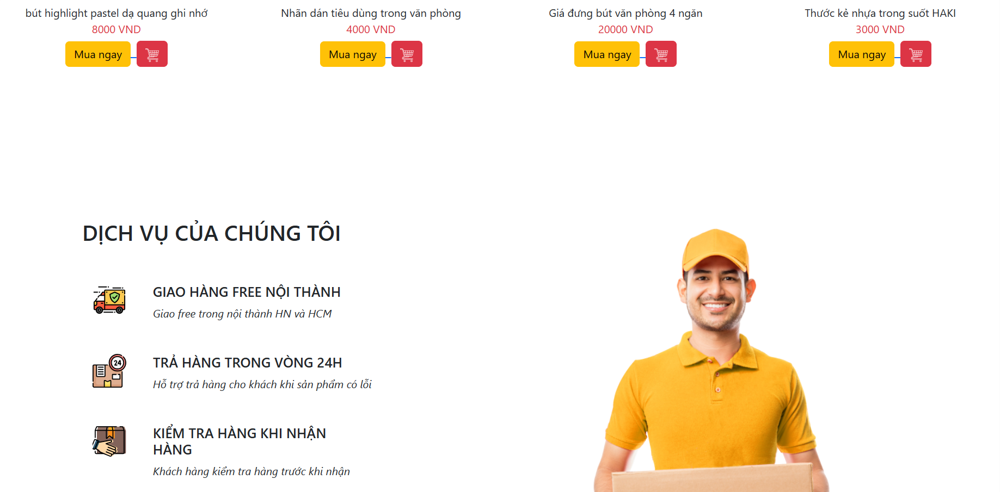 bút highlight pastel dạ quang ghi nhớ
8000 VND
Mua ngay
Nhãn dán tiêu dùng trong văn phòng
4000 VND
Mua ngay
Giá đưng bút văn phòng 4 ngăn
20000 VND
Mua ngay
Thước kẻ nhựa trong suốt HAKI
3000 VND
Mua ngay
DỊCH VỤ CỦA CHÚNG TÔI
GIAO HÀNG FREE NỘI THÀNH
Giao free trong nội thành HN và HCM
24
TRẢ HÀNG TRONG VÒNG 24H
Hỗ trợ trả hàng cho khách khi sản phẩm có lỗi
KIỂM TRA HÀNG KHI NHẬN
HÀNG
Khách hàng kiểm tra hàng trước khi nhận